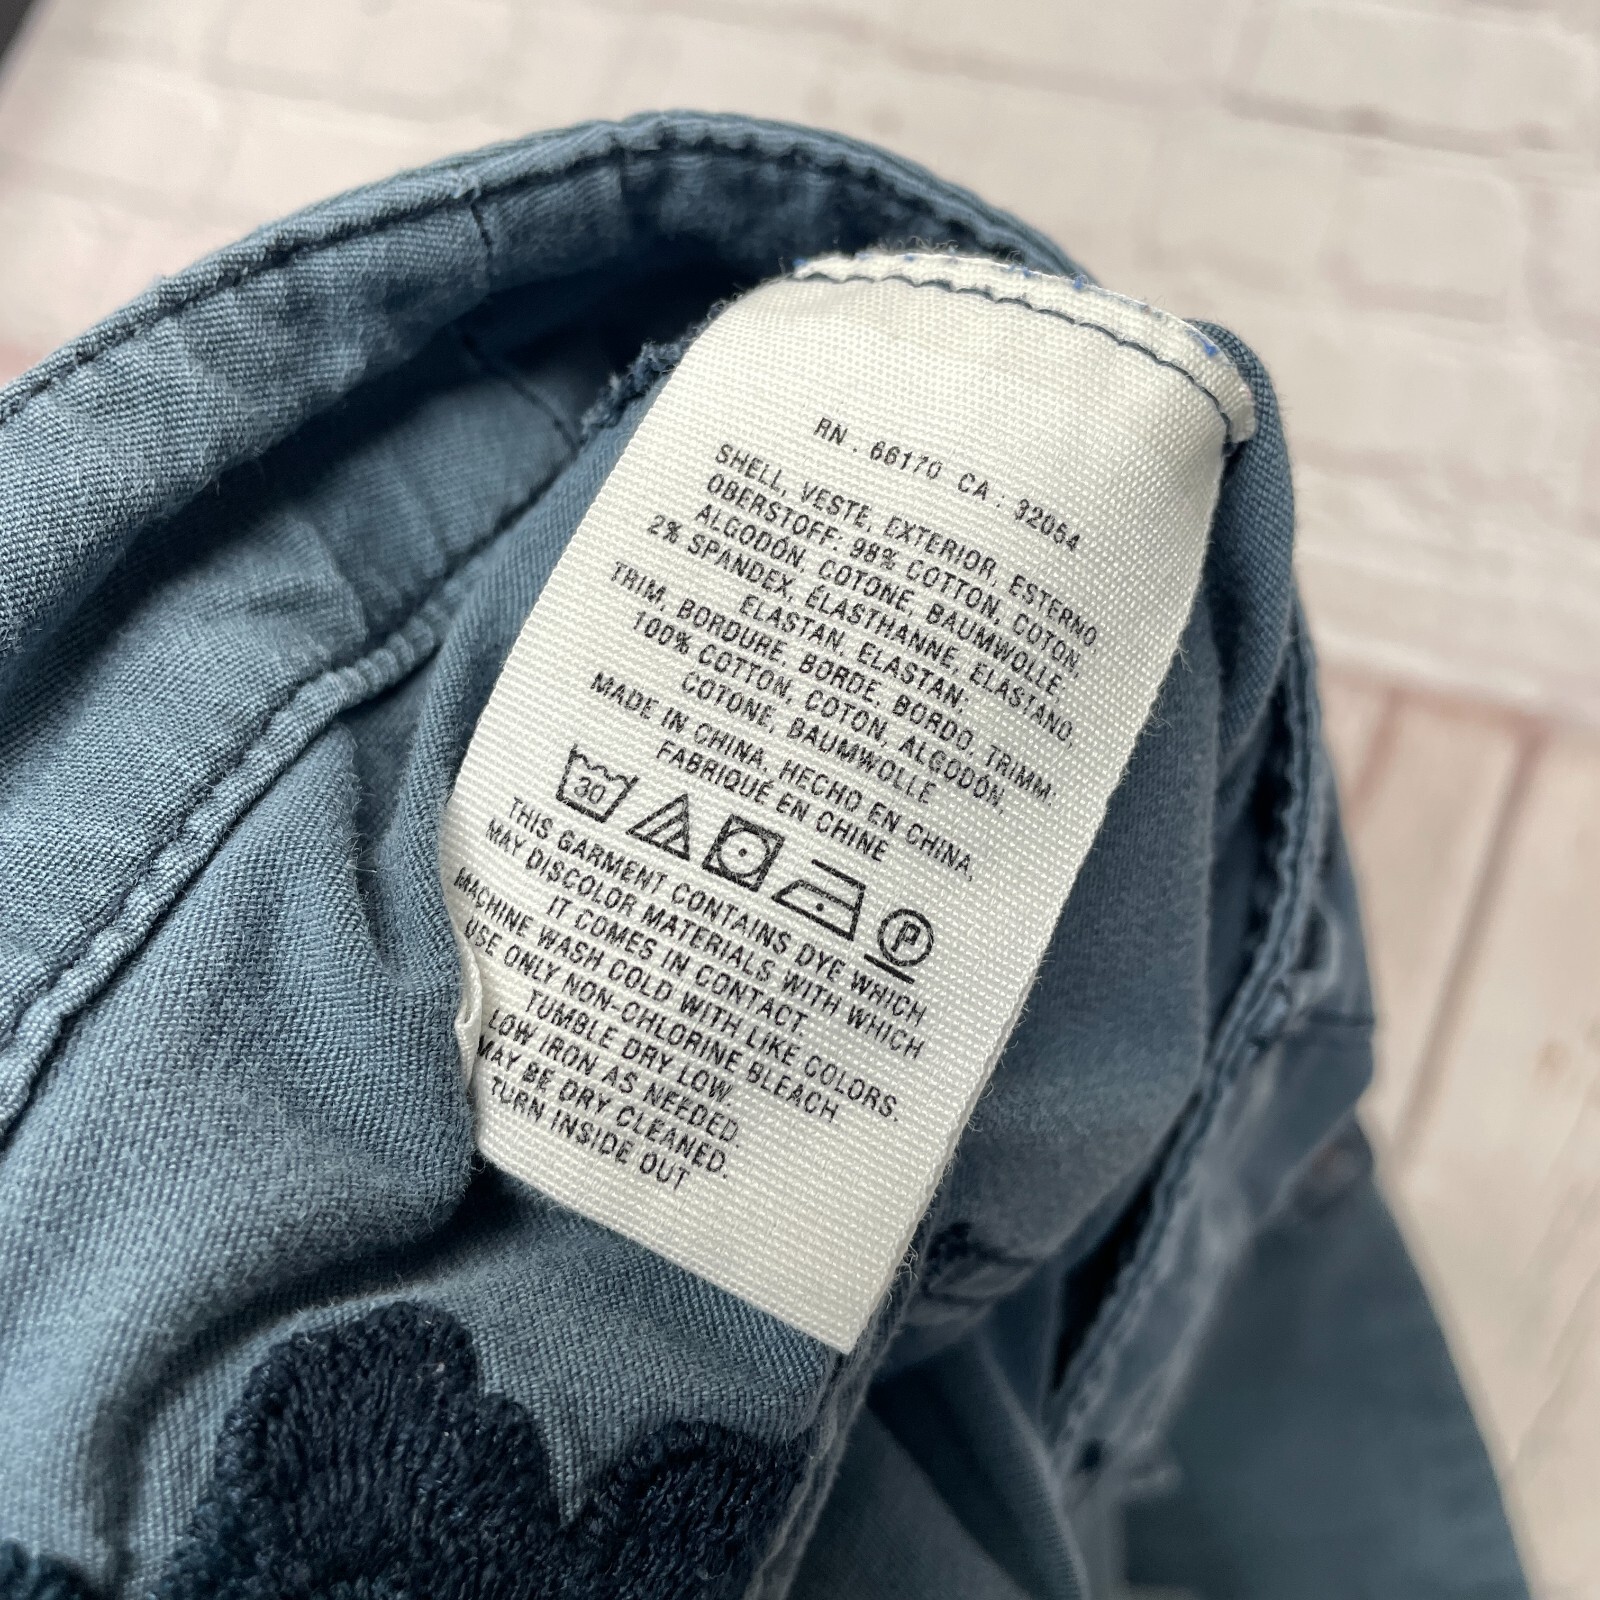 RN . 66170 CA : 32054
SHELL, VESTE, EXTERIOR, ESTERNO,
OBERSTOFF: 98% COTTON, COTON,
ALGODÓN, COTONE, BAUMWOLLE,
2% SPANDEX, ÉLASTHANNE, ELASTANO,
ELASTAN, ELASTAN;
TRIM, BORDURE, BORDE, BORDO, TRIMM:
100% COTTON, COTON, ALGODÓN,
COTONE, BAUMWOLLE
MADE IN CHINA, HECHO EN CHINA,
FABRIQUÉ EN CHINE
30
P
THIS GARMENT CONTAINS DYE WHICH
MAY DISCOLOR MATERIALS WITH WHICH
IT COMES IN CONTACT.
MACHINE WASH COLD WITH LIKE COLORS.
USE ONLY NON-CHLORINE BLEACH
TUMBLE DRY LOW.
LOW IRON AS NEEDED.
MAY BE DRY CLEANED.
TURN INSIDE OUT